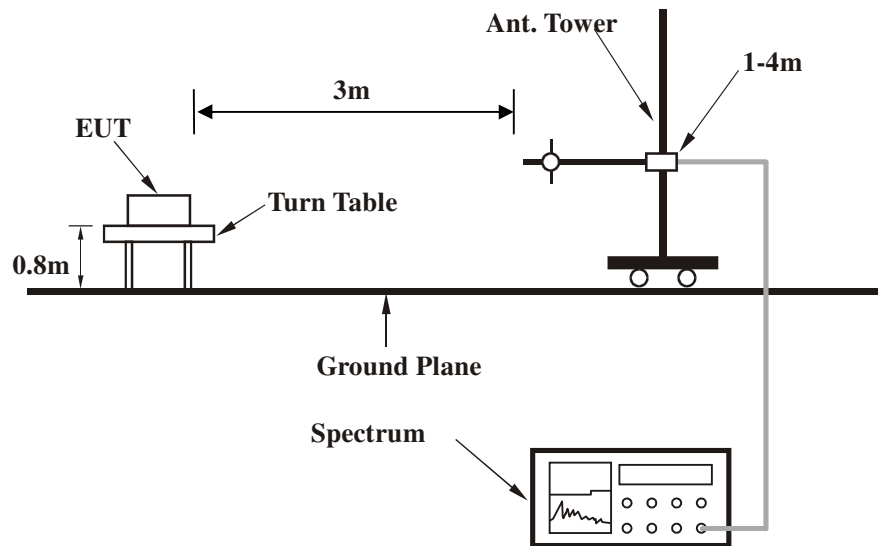 Ant. Tower
1-4m
3m
EUT
Turn Table
0.8m
Ground Plane
Spectrum